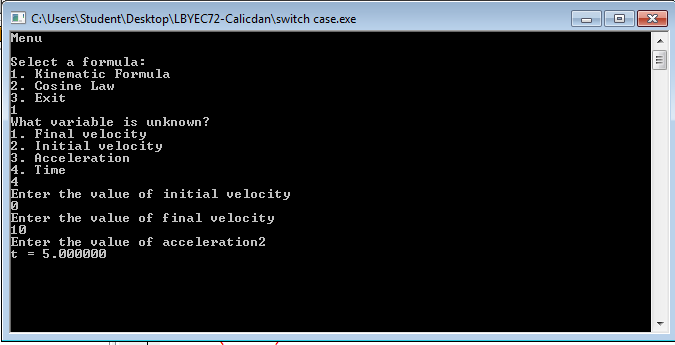 C:\Users\Student\Desktop\LBYEC72-Calicdan\switch case.exe
Menu
Select a formula:
1. Kinematic Formula
2. Cosine Law
3. Exit
1
What variable is unknown?
1. Final velocity
2. Initial velocity
3. Acceleration
4. Time
4
Enter the value of initial velocity
0
Enter the value of final velocity
10
Enter the value of acceleration2
t = 5.000000